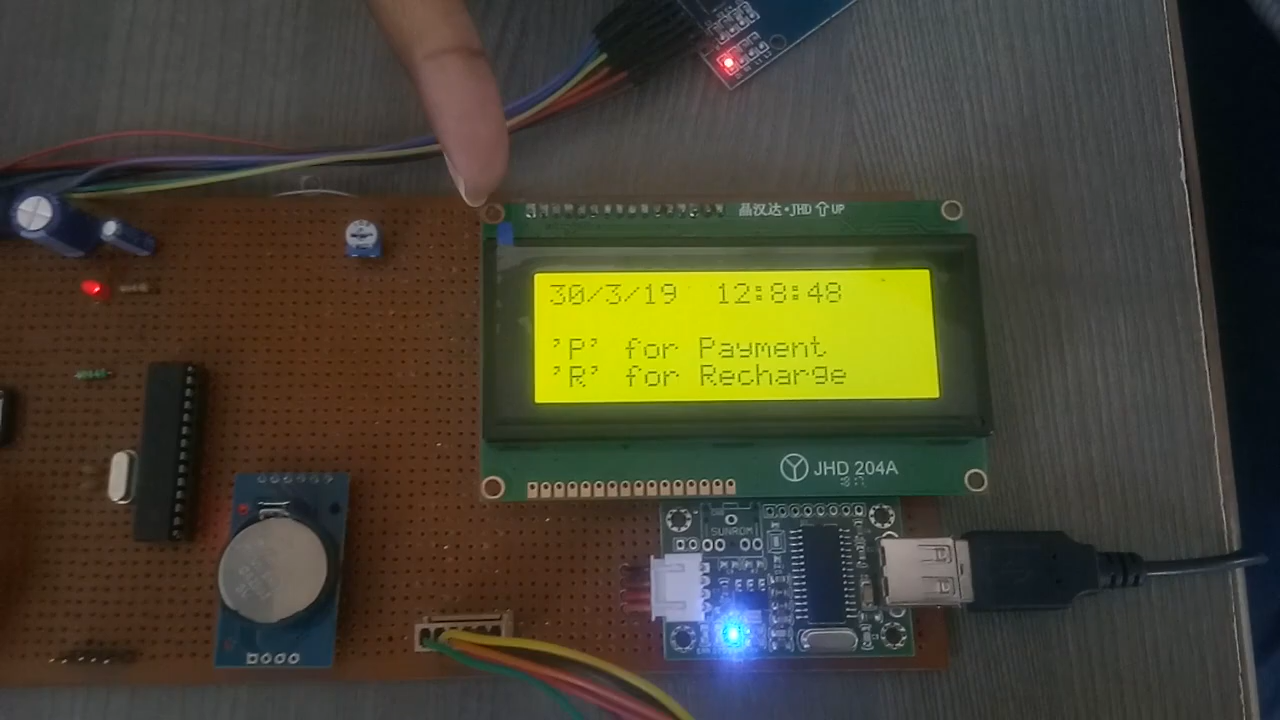 晶汉达·JHD UP
30/3/19 12:8:48
'P' for Payment
'R' for Recharge
JHD 204A
SUNROM